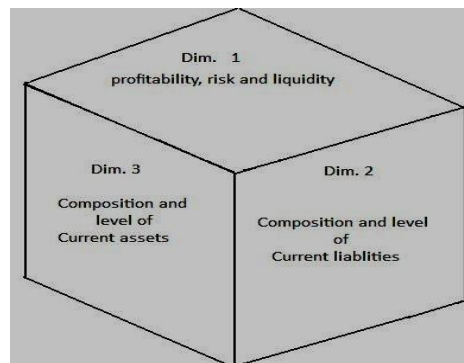 Dim. 1
profitability, risk and liquidity
Dim. 3
Composition and
level of
Current assets
Dim. 2
Composition and level
of
Current liablities